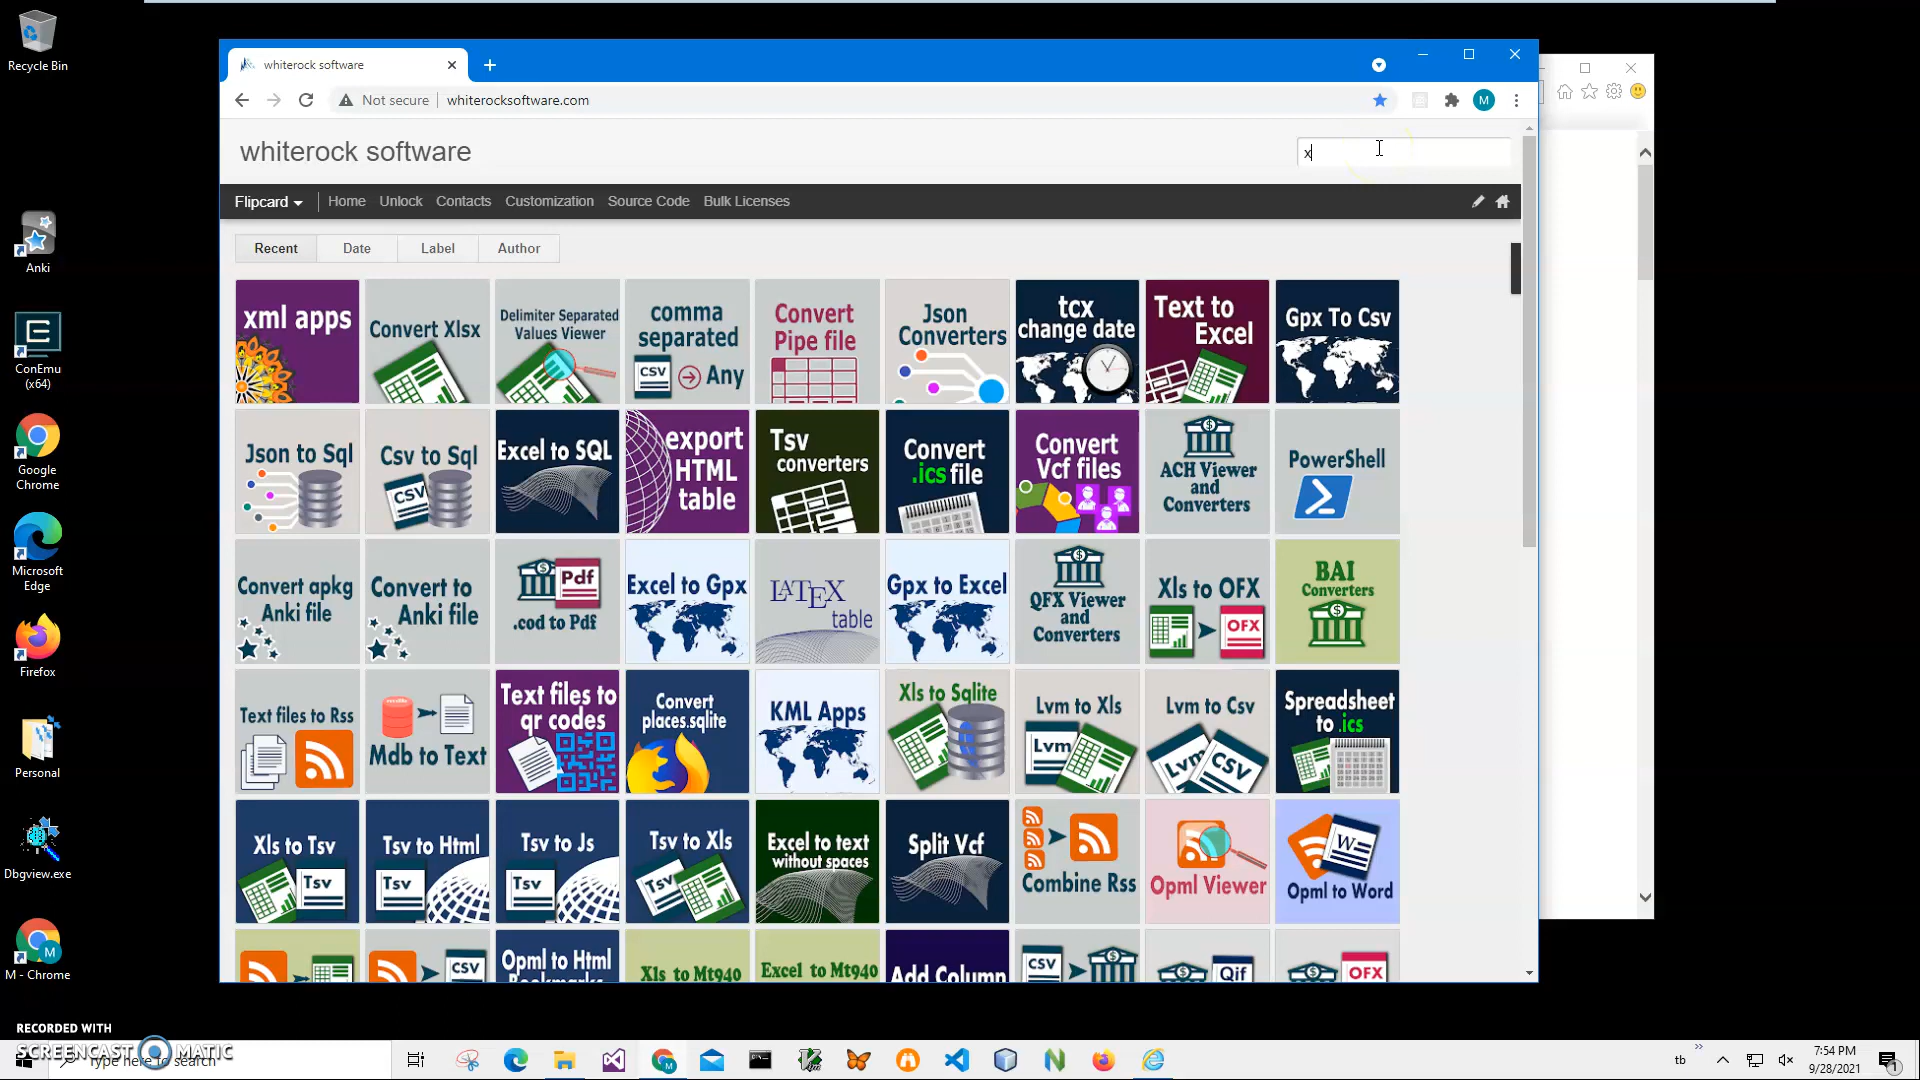 Recycle Bin
Anki
ConEmu
(x64)
Google
Chrome
Microsoft
Edge
Firefox
Personal
Dbgview.exe
M - Chrome
whiterock software
Not secure
whiterocksoftware.com
M
whiterock software
x
Flipcard
Home
Unlock
Contacts
Customization
Source Code
Bulk Licenses
Recent
Date
Label
Author
xml apps
Convert Xlsx
Delimiter Separated
Values Viewer
comma
separated
CSV
Any
Convert
Pipe file
Json
Converters
tcx
change date
Text to
Excel
Gpx To Csv
Json to Sql
Csv to Sql
CSV
Excel to SQL
export
HTML
table
Tsv
converters
Convert
.ics file
Convert
Vcf files
ACH Viewer
and
Converters
PowerShell
Convert apkg
Anki file
Convert to
Anki file
Pdf
.cod to Pdf
Excel to Gpx
LATEX
table
Gpx to Excel
QFX Viewer
and
Converters
Xls to OFX
OFX
BAI
Converters
Text files to Rss
Mdb to Text
Text files to
qr codes
Convert
places.sqlite
KML Apps
Xls to Sqlite
Lvm to Xls
Lvm
Lvm to Csv
Lvm
CSV
Spreadsheet
to .ics
Xls to Tsv
Tsv
Tsv to Html
Tsv
Tsv to Js
Tsv
Tsv to Xls
Tsv
Excel to text
without spaces
Split Vcf
Combine Rss
Opml Viewer
W
Opml to Word
CSV
Opml to Html
Bookmarks
Xls to Mt940
Excel to Mt940
Add Column
CSV
Qif
OFX
RECORDED WITH
SCREENCAST MATIC
Type here to search
M
tb
7:54 PM
9/28/2021
1